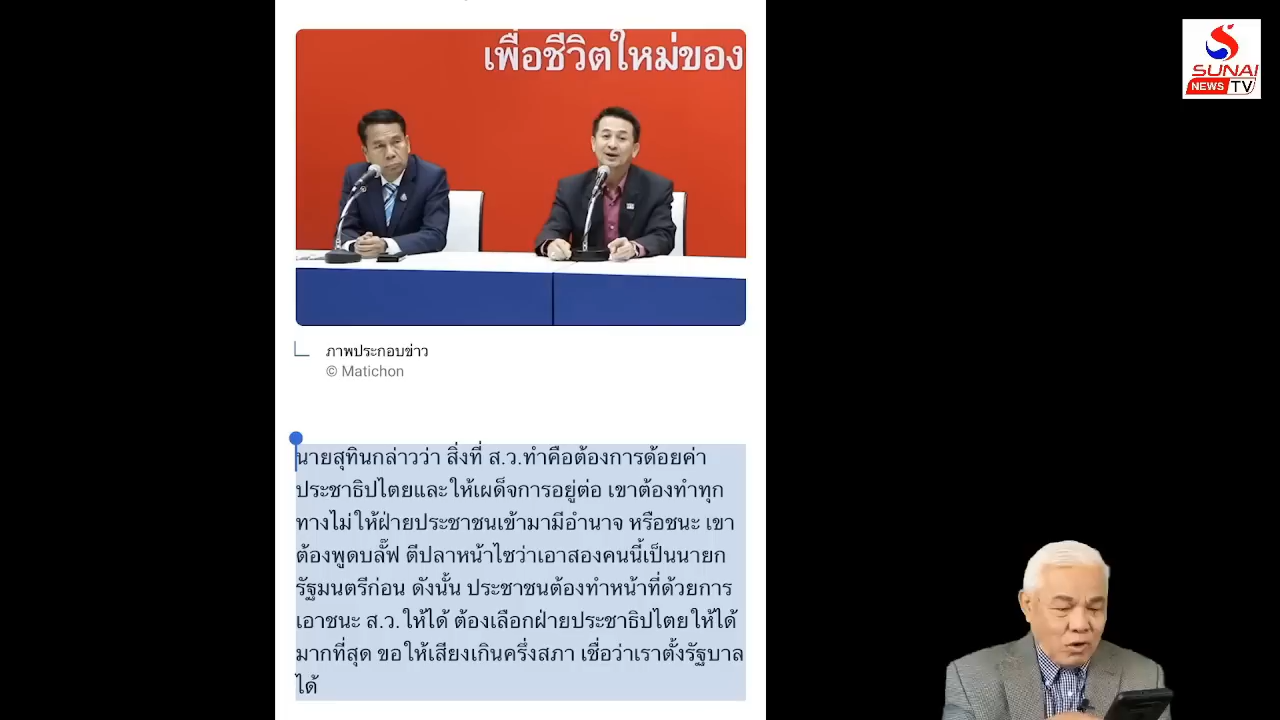 เพื่อชีวิตใหม่ของ
SUNAI
NEWS TV
ภาพประกอบข่าว
© Matichon
นายสุทินกล่าวว่า สิ่งที่ ส.ว.ทำคือต้องการด้อยค่า
ประชาธิปไตยและให้เผด็จการอยู่ต่อ เขาต้องทำทุก
ทางไม่ให้ฝ่ายประชาชนเข้ามามีอำนาจ หรือชนะ เขา
ต้องพูดบลั๊ฟ ตีปลาหน้าไซว่าเอาสองคนนี้เป็นนายก
รัฐมนตรีก่อน ดังนั้น ประชาชนต้องทำหน้าที่ด้วยการ
เอาชนะ ส.ว. ให้ได้ ต้องเลือกฝ่ายประชาธิปไตยให้ได้
มากที่สุด ขอให้เสียงเกินครึ่งสภา เชื่อว่าเราตั้งรัฐบาล
ได้